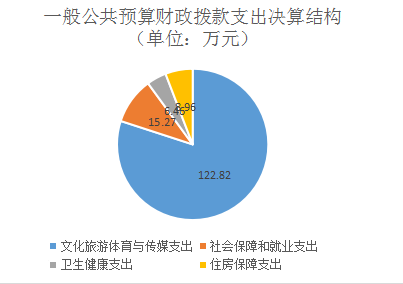 一般公共预算财政拨款支出决算结构
（单位：万元）
8.96
6.46
15.27
122.82
文化旅游体育与传媒支出 社会保障和就业支出
卫生健康支出 住房保障支出